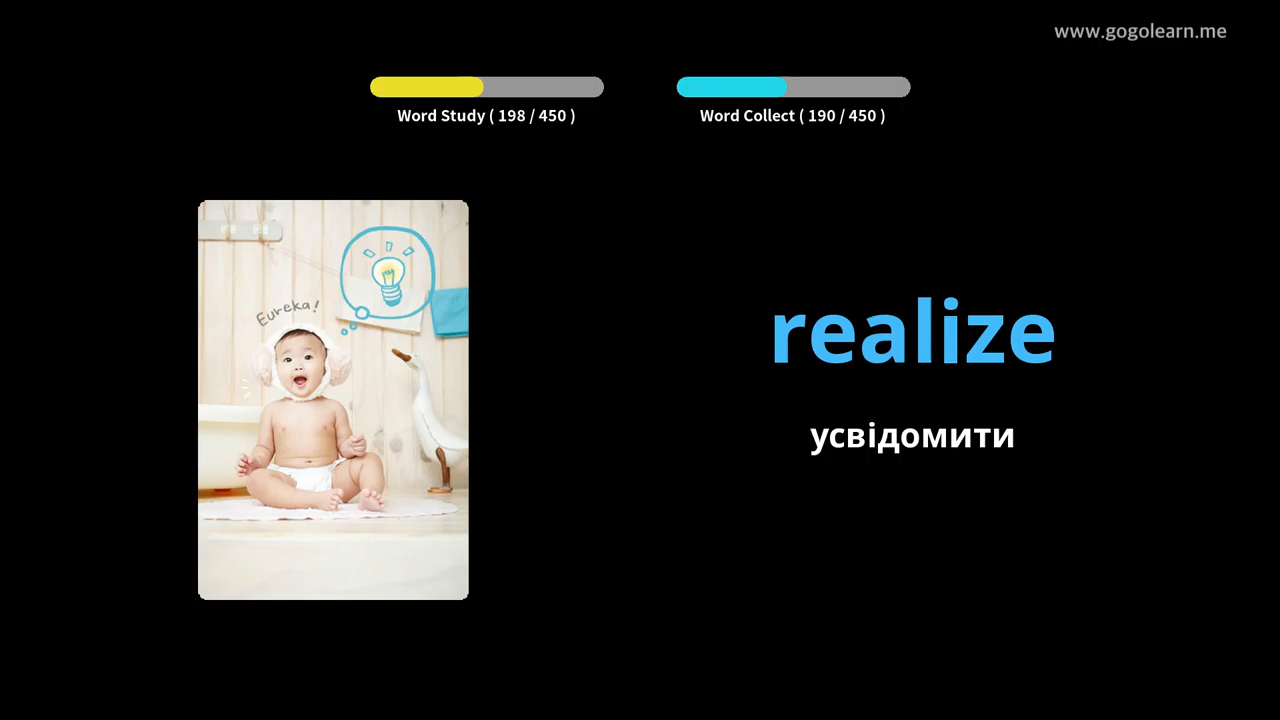 www.gogolearn.me
Word Study ( 198 / 450 )
Word Collect ( 190 / 450 )
Eureka!
realize
усвідомити